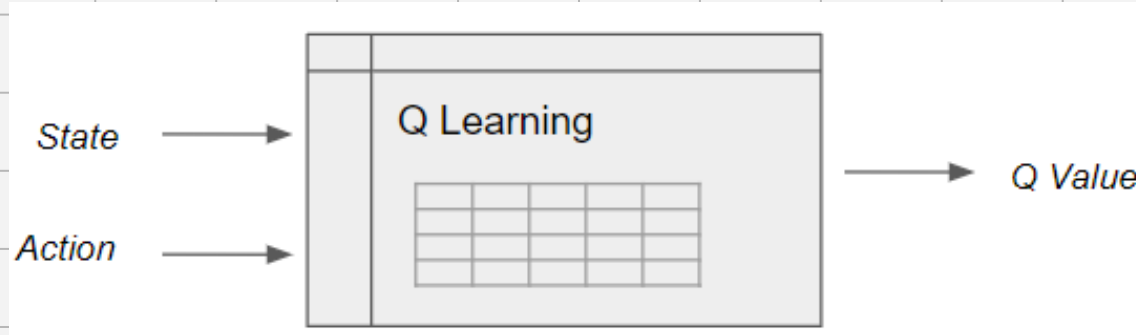 State
Q Learning
Action
Q Value